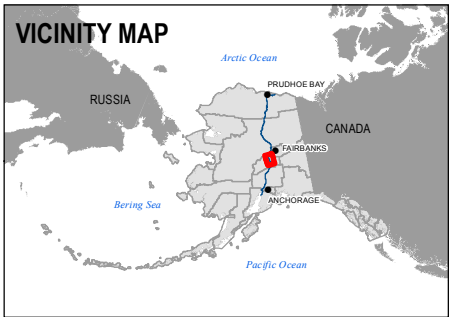 VICINITY MAP
Arctic Ocean
PRUDHOE BAY
RUSSIA
CANADA
FAIRBANKS
ANCHORAGE
Bering Sea
Pacific Ocean